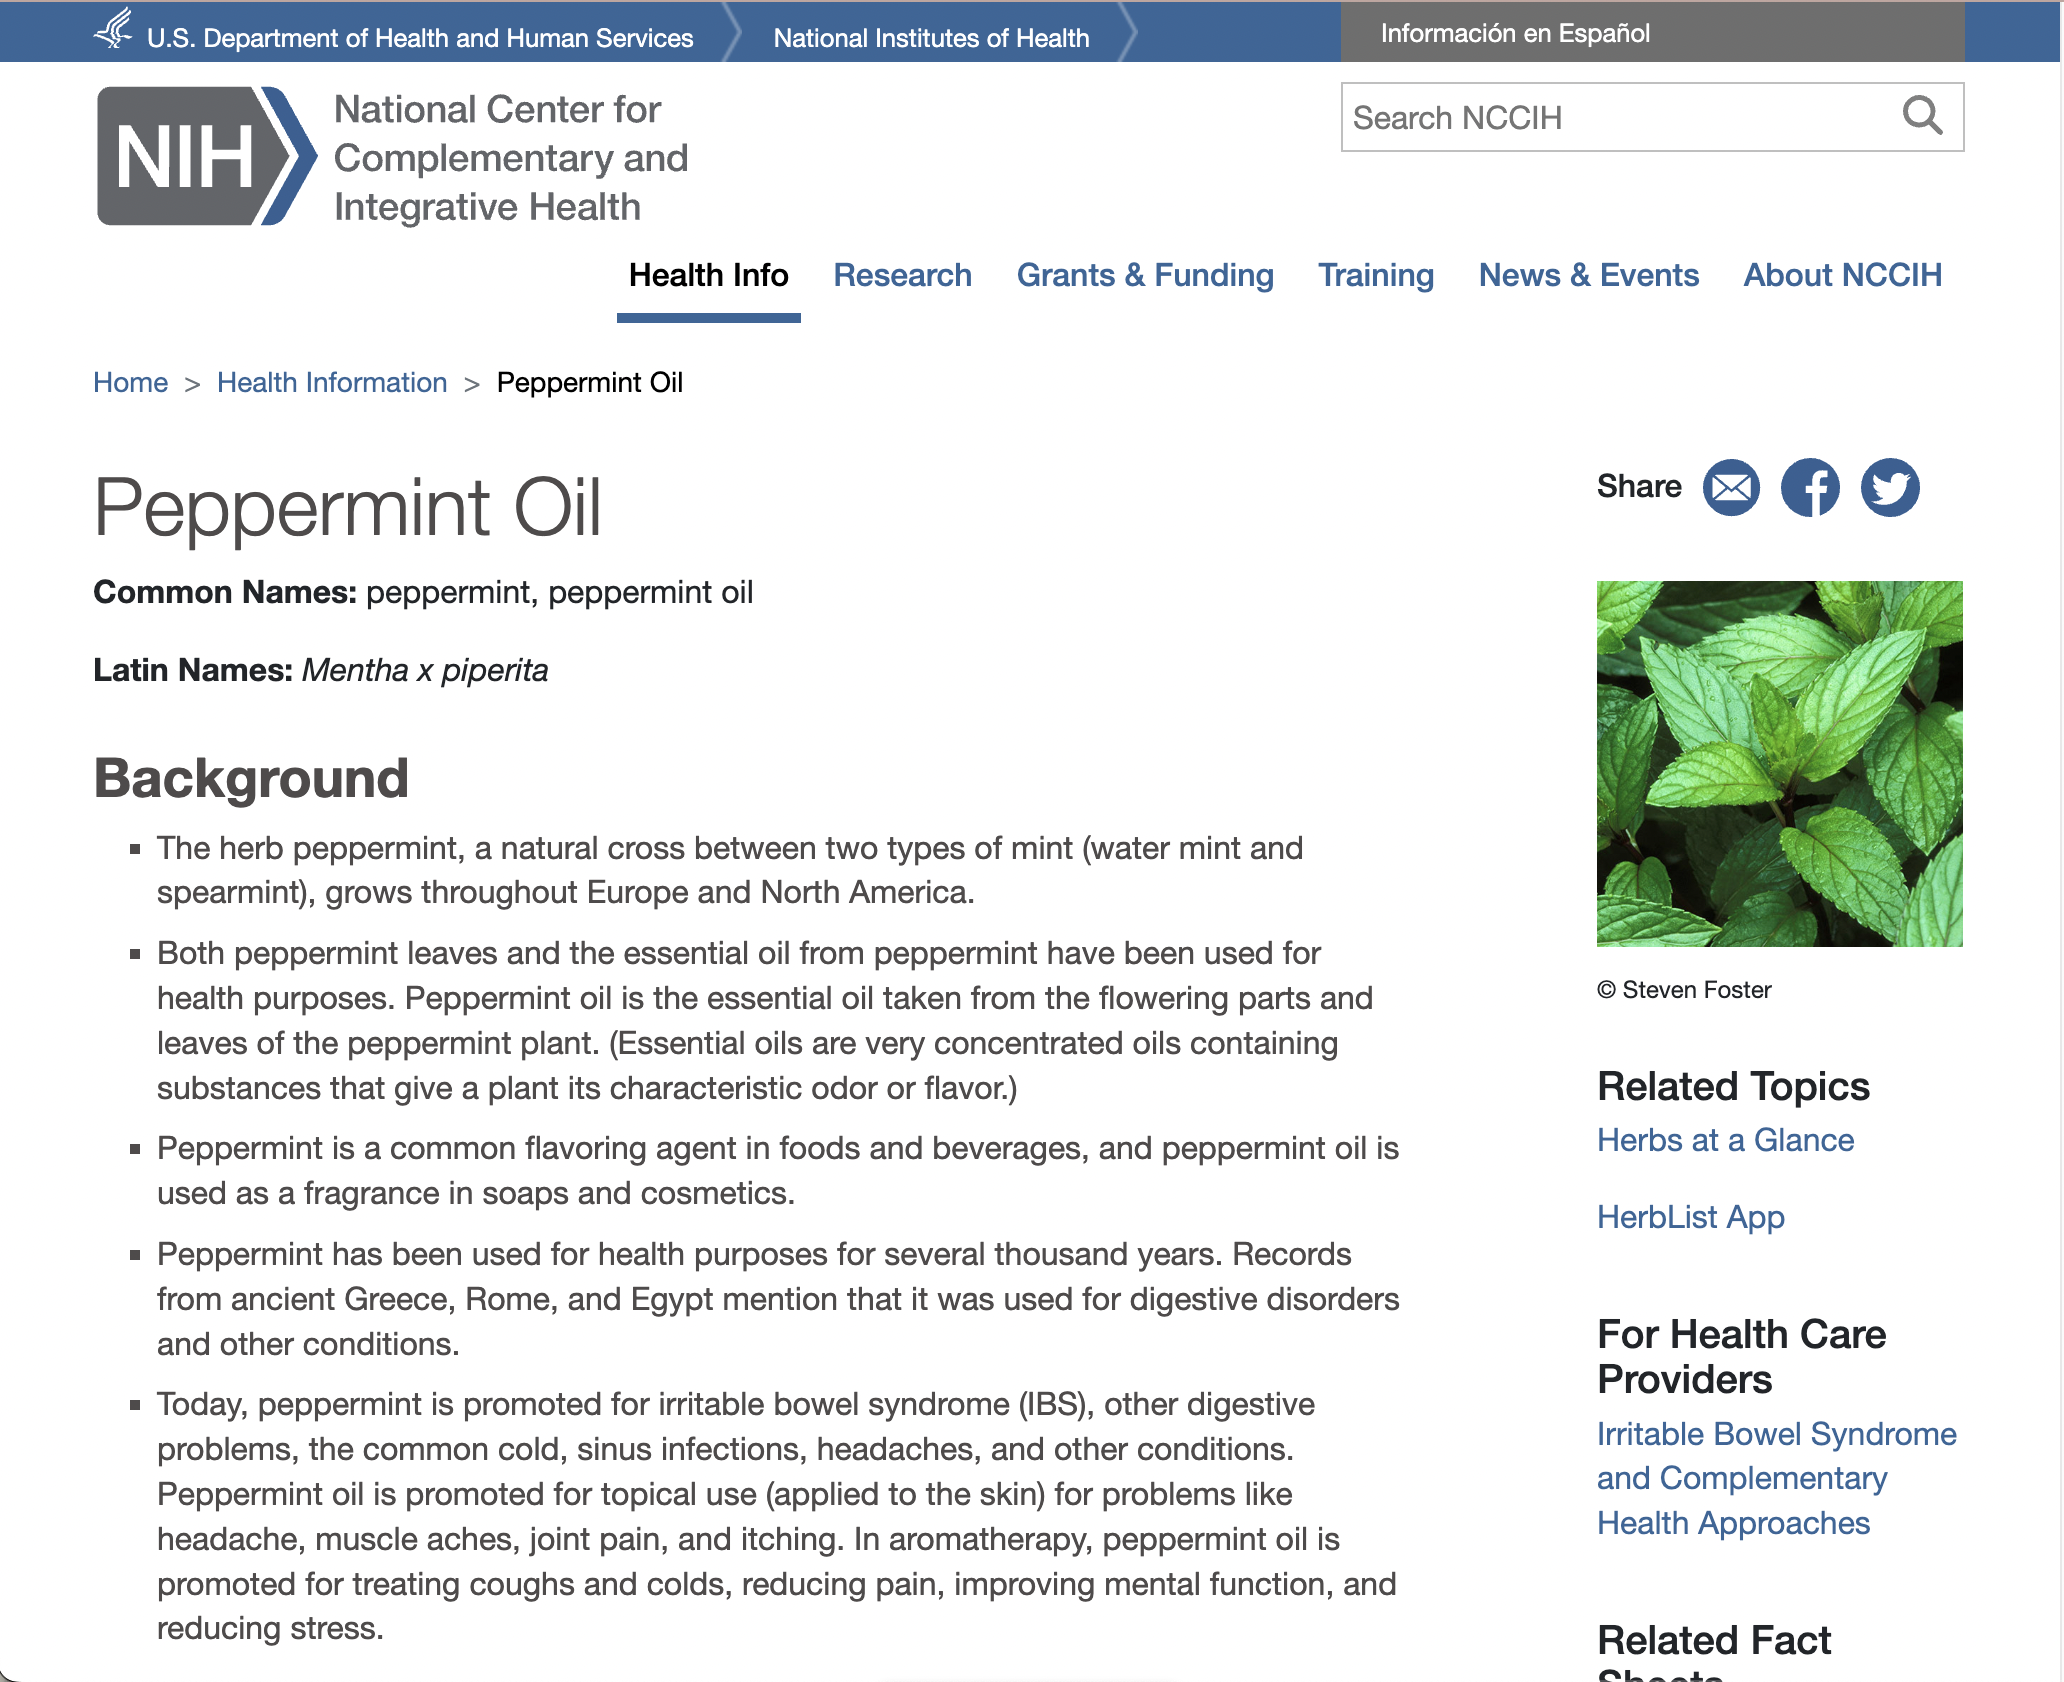 U.S. Department of Health and Human Services
National Institutes of Health
Información en Español
NIH
National Center for
Complementary and
Integrative Health
Search NCCIH
Health Info
Research
Grants & Funding
Training
News & Events
About NCCIH
Home > Health Information > Peppermint Oil
Peppermint Oil
Common Names: peppermint, peppermint oil
Latin Names: Mentha x piperita
Background
▪ The herb peppermint, a natural cross between two types of mint (water mint and
spearmint), grows throughout Europe and North America.
▪ Both peppermint leaves and the essential oil from peppermint have been used for
health purposes. Peppermint oil is the essential oil taken from the flowering parts and
leaves of the peppermint plant. (Essential oils are very concentrated oils containing
substances that give a plant its characteristic odor or flavor.)
▪ Peppermint is a common flavoring agent in foods and beverages, and peppermint oil is
used as a fragrance in soaps and cosmetics.
▪ Peppermint has been used for health purposes for several thousand years. Records
from ancient Greece, Rome, and Egypt mention that it was used for digestive disorders
and other conditions.
▪ Today, peppermint is promoted for irritable bowel syndrome (IBS), other digestive
problems, the common cold, sinus infections, headaches, and other conditions.
Peppermint oil is promoted for topical use (applied to the skin) for problems like
headache, muscle aches, joint pain, and itching. In aromatherapy, peppermint oil is
promoted for treating coughs and colds, reducing pain, improving mental function, and
reducing stress.
Share
© Steven Foster
Related Topics
Herbs at a Glance
HerbList App
For Health Care
Providers
Irritable Bowel Syndrome
and Complementary
Health Approaches
Related Fact
Sheets